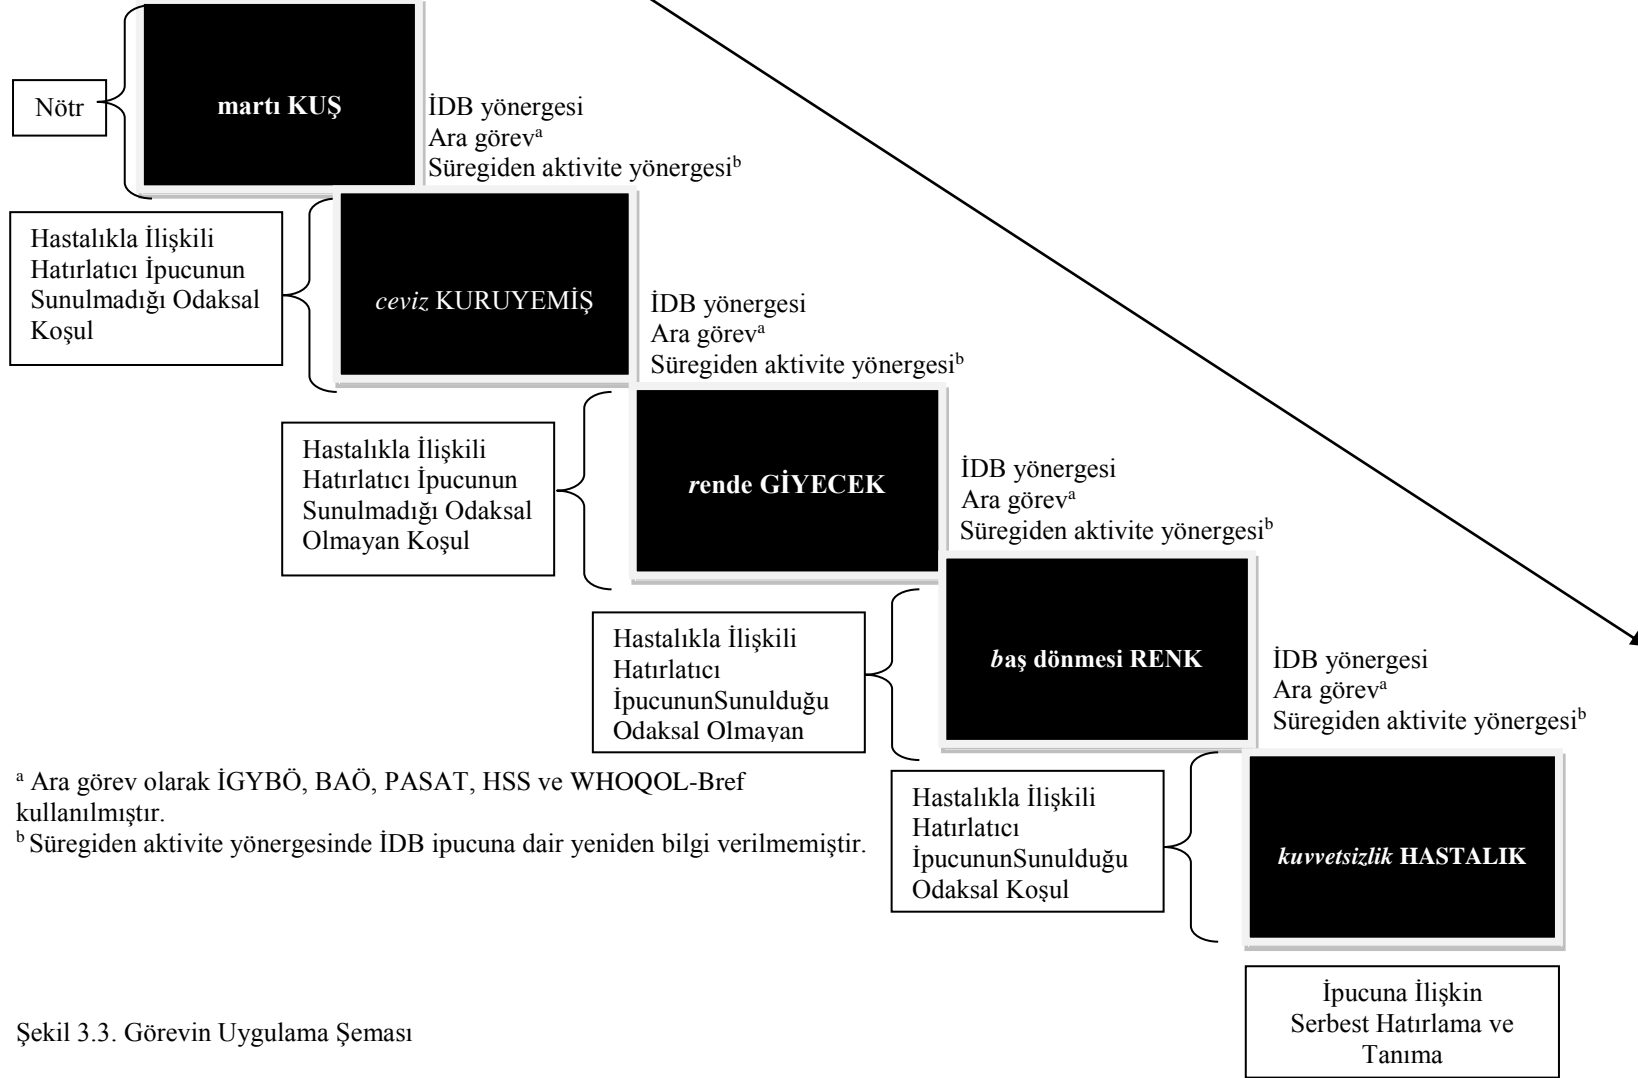 Nötr
martı KUŞ
İDB yönergesi
Ara görevᵃ
Süregiden aktivite yönergesiᵇ
Hastalıkla İlişkili
Hatırlatıcı İpucunun
Sunulmadığı Odaksal
Koşul
ceviz KURUYEMİŞ
İDB yönergesi
Ara görevᵃ
Süregiden aktivite yönergesiᵇ
Hastalıkla İlişkili
Hatırlatıcı İpucunun
Sunulmadığı Odaksal
Olmayan Koşul
rende GİYECEK
İDB yönergesi
Ara görevᵃ
Süregiden aktivite yönergesiᵇ
Hastalıkla İlişkili
Hatırlatıcı
İpucununSunulduğu
Odaksal Olmayan
baş dönmesi RENK
İDB yönergesi
Ara görevᵃ
Süregiden aktivite yönergesiᵇ
Hastalıkla İlişkili
Hatırlatıcı
İpucununSunulduğu
Odaksal Koşul
kuvvetsizlik HASTALIK
İpucuna İlişkin
Serbest Hatırlama ve
Tanıma
ᵃ Ara görev olarak İGYBÖ, BAÖ, PASAT, HSS ve WHOQOL-Bref
kullanılmıştır.
ᵇ Süregiden aktivite yönergesinde İDB ipucuna dair yeniden bilgi verilmemiştir.
Şekil 3.3. Görevin Uygulama Şeması